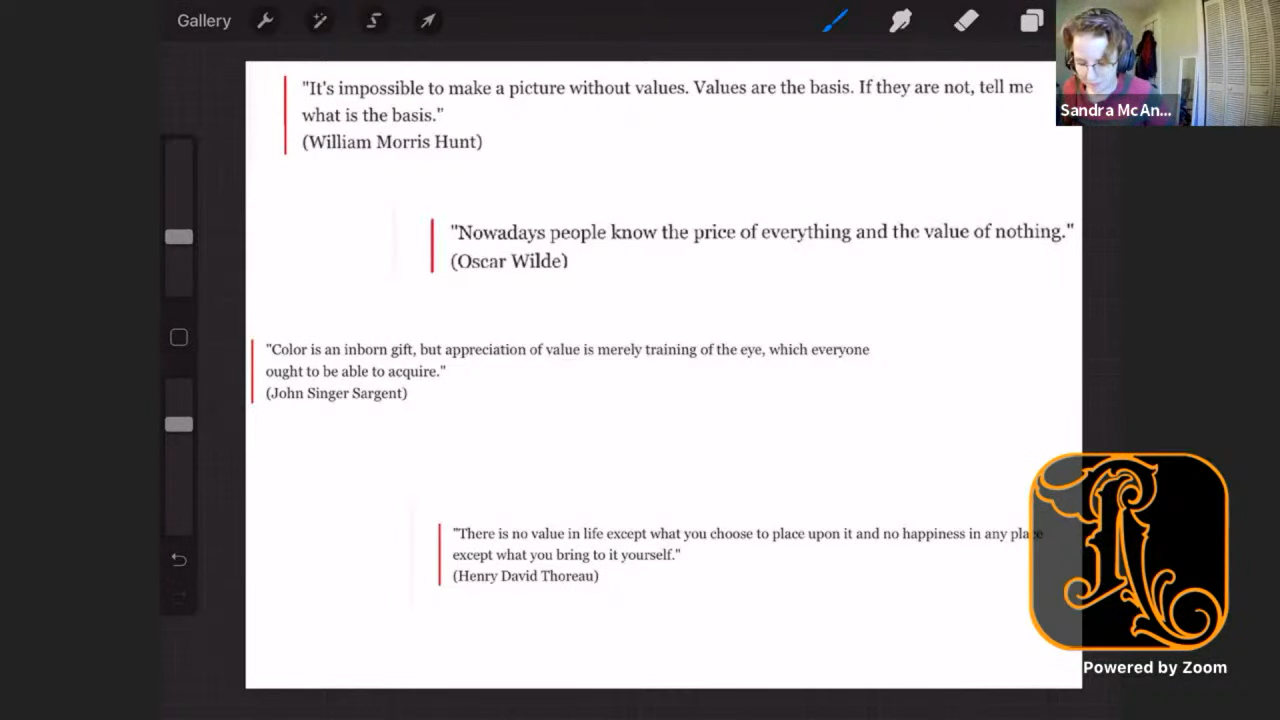 Gallery
"It's impossible to make a picture without values. Values are the basis. If they are not, tell me
what is the basis."
(William Morris Hunt)
Sandra McAn...
"Nowadays people know the price of everything and the value of nothing."
(Oscar Wilde)
"Color is an inborn gift, but appreciation of value is merely training of the eye, which everyone
ought to be able to acquire."
(John Singer Sargent)
"There is no value in life except what you choose to place upon it and no happiness in any place
except what you bring to it yourself."
(Henry David Thoreau)
Powered by Zoom